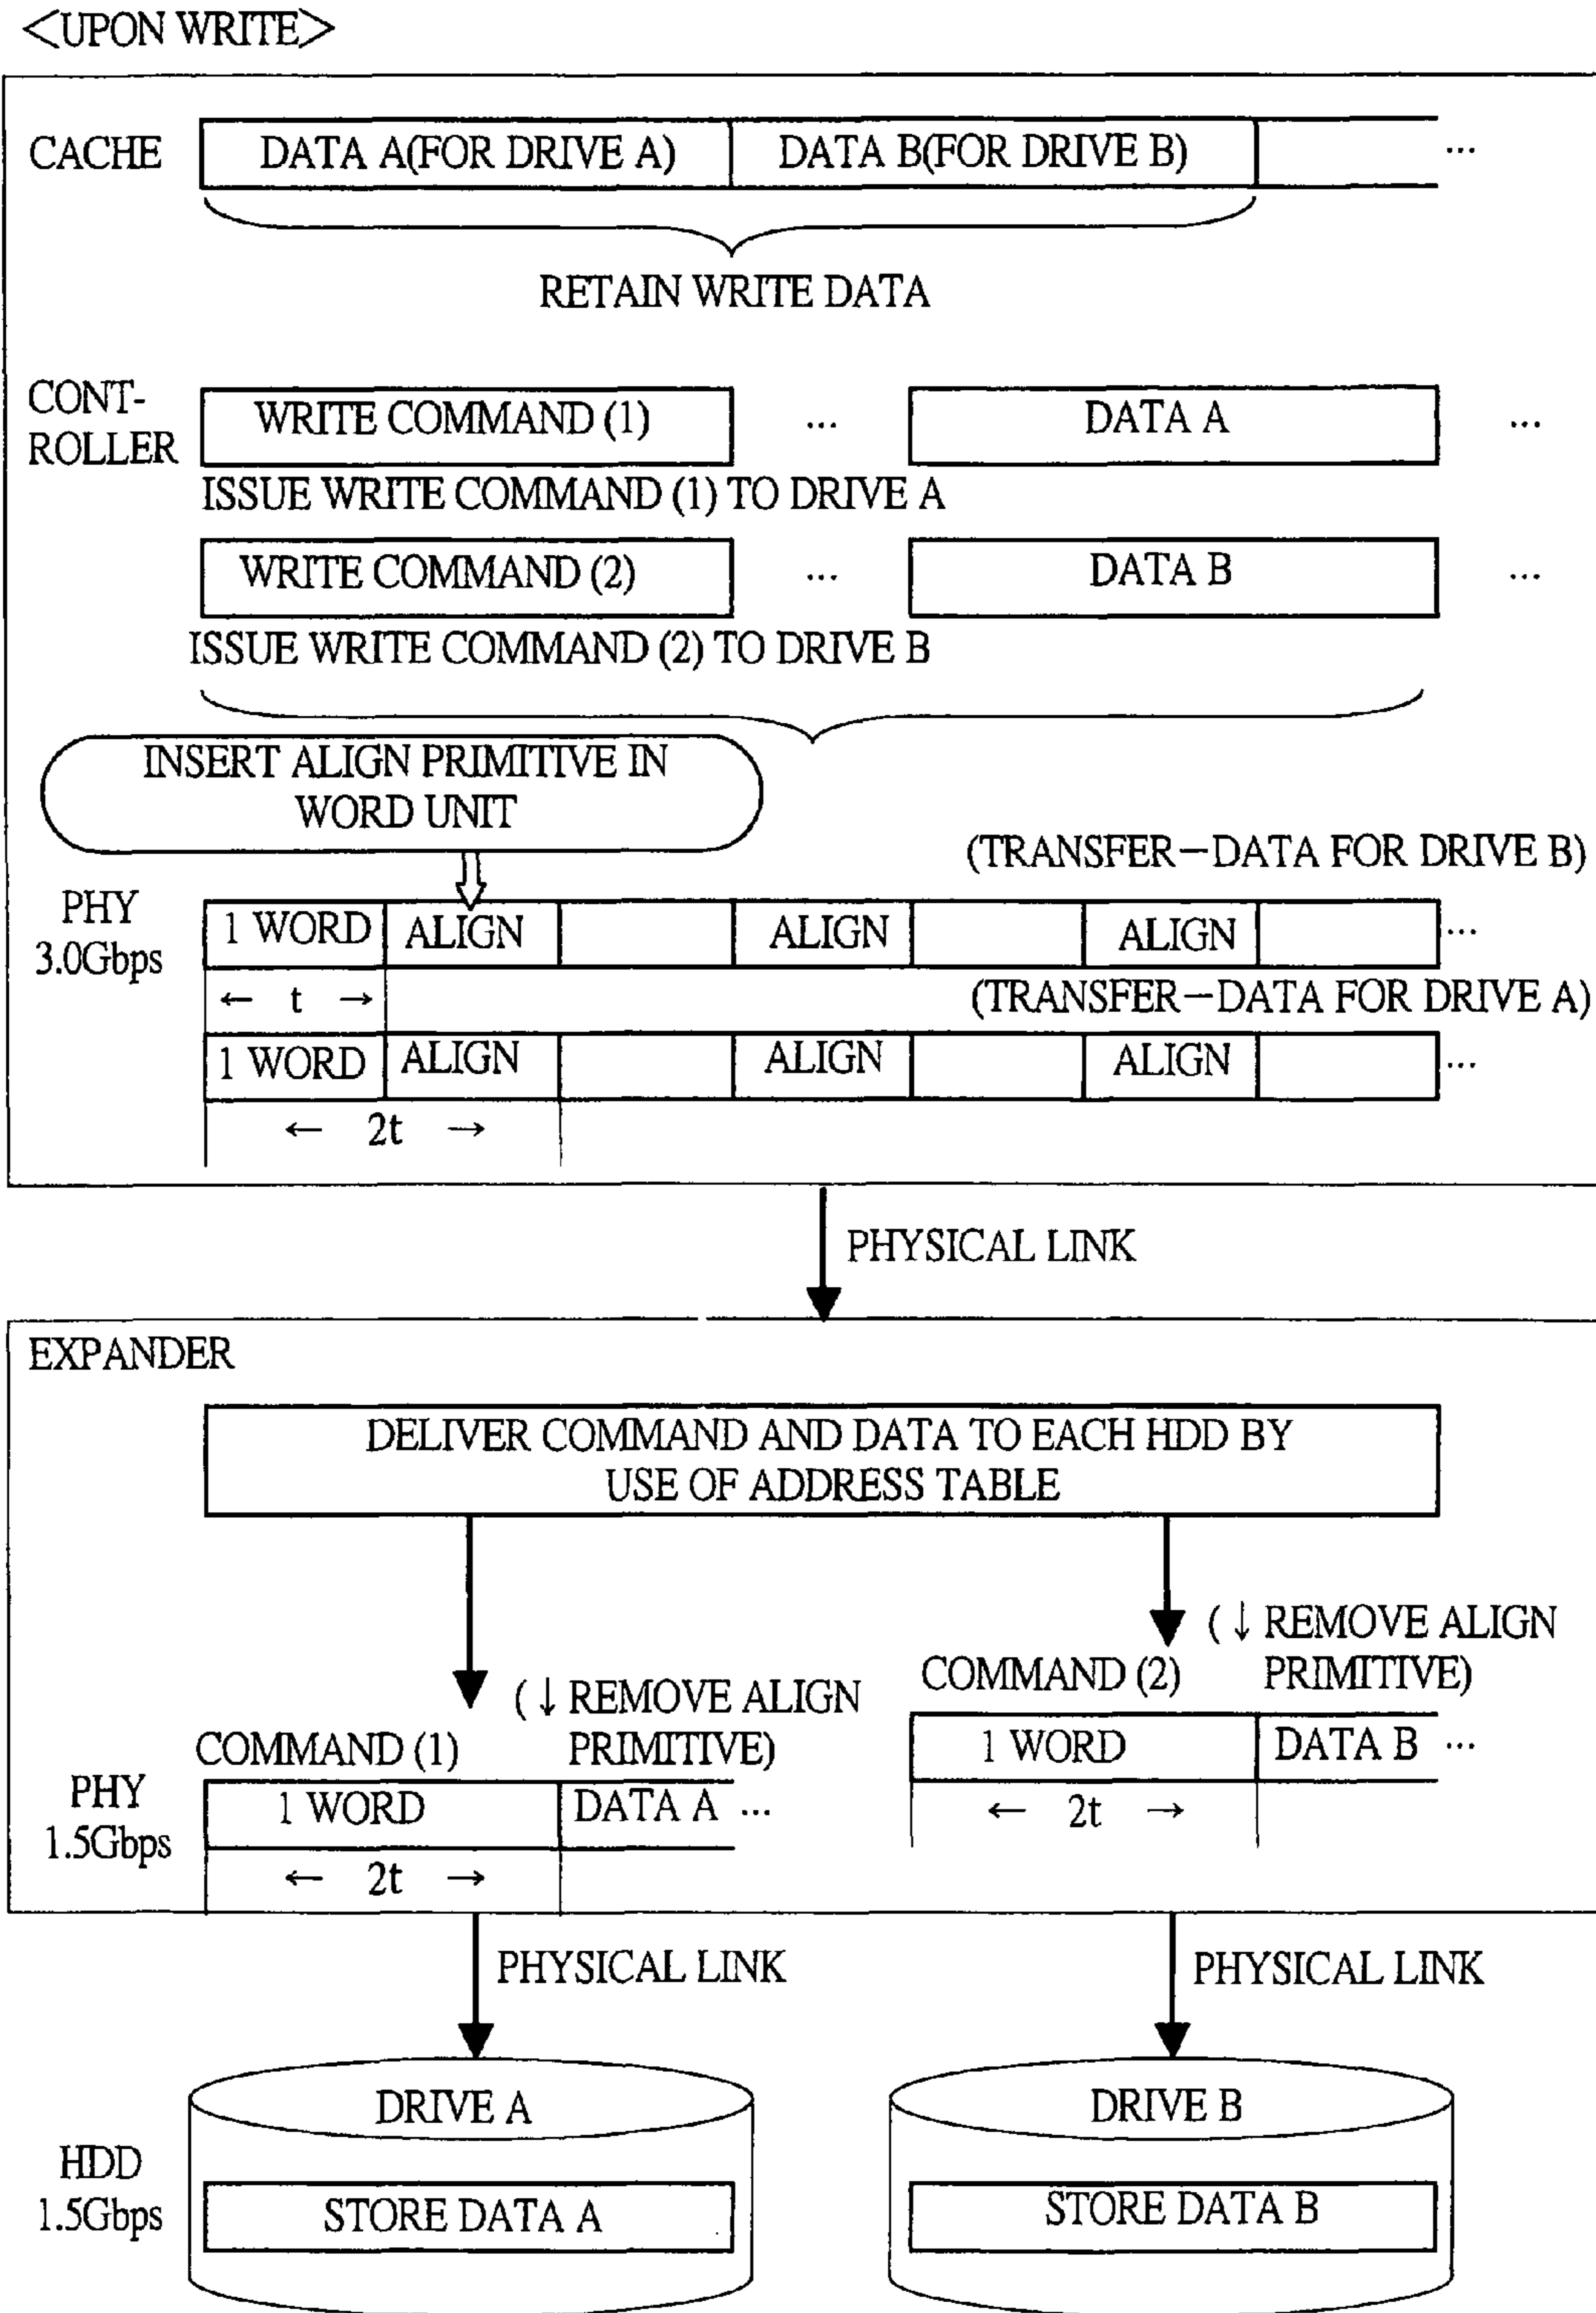 <UPON WRITE>
CACHE
DATA A(FOR DRIVE A)
DATA B(FOR DRIVE B)
...
RETAIN WRITE DATA
CONT-
ROLLER
WRITE COMMAND (1)
...
DATA A
...
ISSUE WRITE COMMAND (1) TO DRIVE A
WRITE COMMAND (2)
...
DATA B
...
ISSUE WRITE COMMAND (2) TO DRIVE B
INSERT ALIGN PRIMITIVE IN
WORD UNIT
(TRANSFER-DATA FOR DRIVE B)
PHY
3.0Gbps
1 WORD
ALIGN
ALIGN
ALIGN
...
← t →
(TRANSFER-DATA FOR DRIVE A)
1 WORD
ALIGN
ALIGN
ALIGN
...
← 2t →
PHYSICAL LINK
EXPANDER
DELIVER COMMAND AND DATA TO EACH HDD BY
USE OF ADDRESS TABLE
(↓ REMOVE ALIGN
PRIMITIVE)
COMMAND (2)
1 WORD
DATA B
...
← 2t →
(↓ REMOVE ALIGN
PRIMITIVE)
COMMAND (1)
PHY
1.5Gbps
1 WORD
DATA A
...
← 2t →
PHYSICAL LINK
PHYSICAL LINK
DRIVE A
DRIVE B
HDD
1.5Gbps
STORE DATA A
STORE DATA B